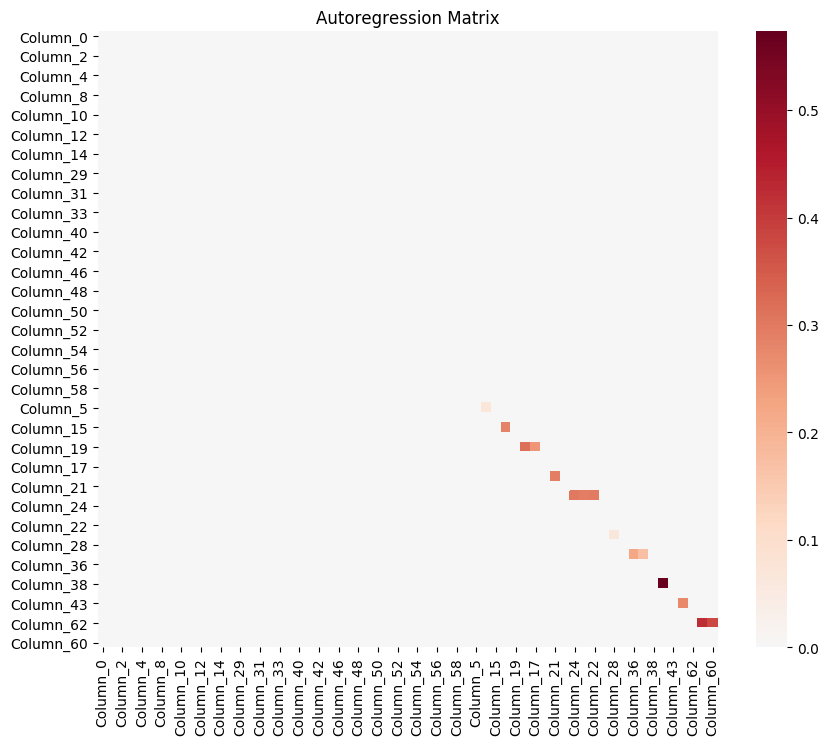 Autoregression Matrix
Column_0
Column_2
Column_4
Column_8
Column_10
Column_12
Column_14
Column_29
Column_31
Column_33
Column_40
Column_42
Column_46
Column_48
Column_50
Column_52
Column_54
Column_56
Column_58
Column_5
Column_15
Column_19
Column_17
Column_21
Column_24
Column_22
Column_28
Column_36
Column_38
Column_43
Column_62
Column_60
Column_0
Column_2
Column_4
Column_8
Column_10
Column_12
Column_14
Column_29
Column_31
Column_33
Column_40
Column_42
Column_46
Column_48
Column_50
Column_52
Column_54
Column_56
Column_58
Column_5
Column_15
Column_19
Column_17
Column_21
Column_24
Column_22
Column_28
Column_36
Column_38
Column_43
Column_62
Column_60
0.5
0.4
0.3
0.2
0.1
0.0